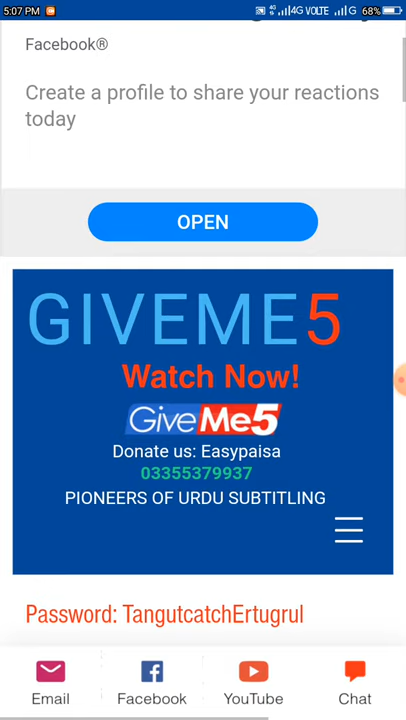 5:07 PM 4G 4G VOLTE G 68%
Facebook®
Create a profile to share your reactions
today
OPEN
GIVEME5
Watch Now!
GiveMe5
Donate us: Easypaisa
03355379937
PIONEERS OF URDU SUBTITLING
Password: TangutcatchErtugrul
Email Facebook YouTube Chat